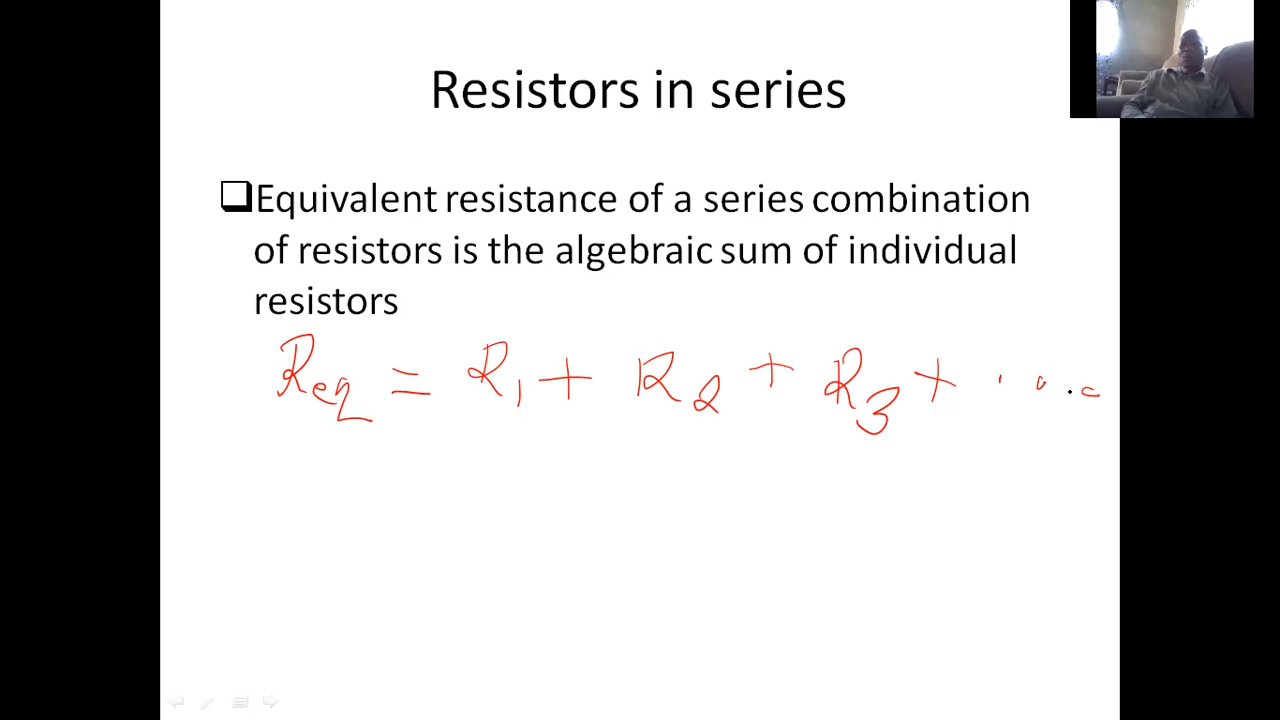 Resistors in series
Equivalent resistance of a series combination
of resistors is the algebraic sum of individual
resistors
Req = R1 + R2 + R3 + ....